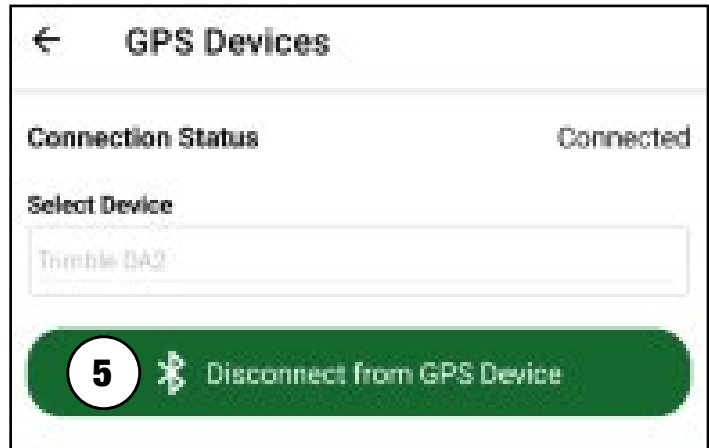 ← GPS Devices
Connection Status Connected
Select Device
Trimble DA2
5 Disconnect from GPS Device